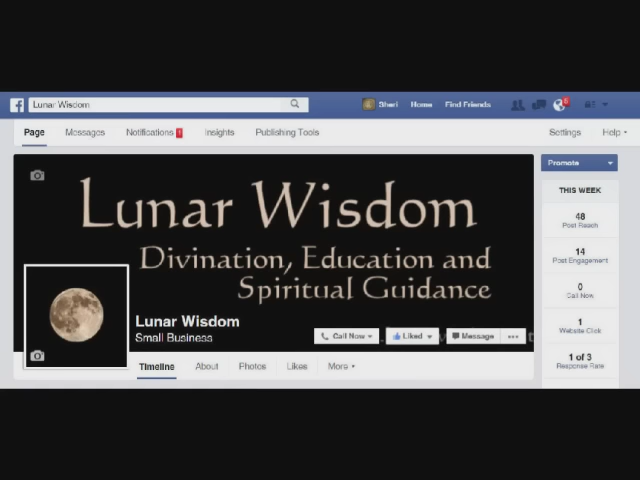 f Lunar Wisdom Sheri Home Find Friends 6
Page Messages Notifications 1 Insights Publishing Tools Settings Help
Promote
Lunar Wisdom
Divination, Education and
Spiritual Guidance
Lunar Wisdom
Small Business
Call Now Liked Message ...
Timeline About Photos Likes More
THIS WEEK
48
Post Reach
14
Post Engagement
0
Call Now
1
Website Click
1 of 3
Response Rate